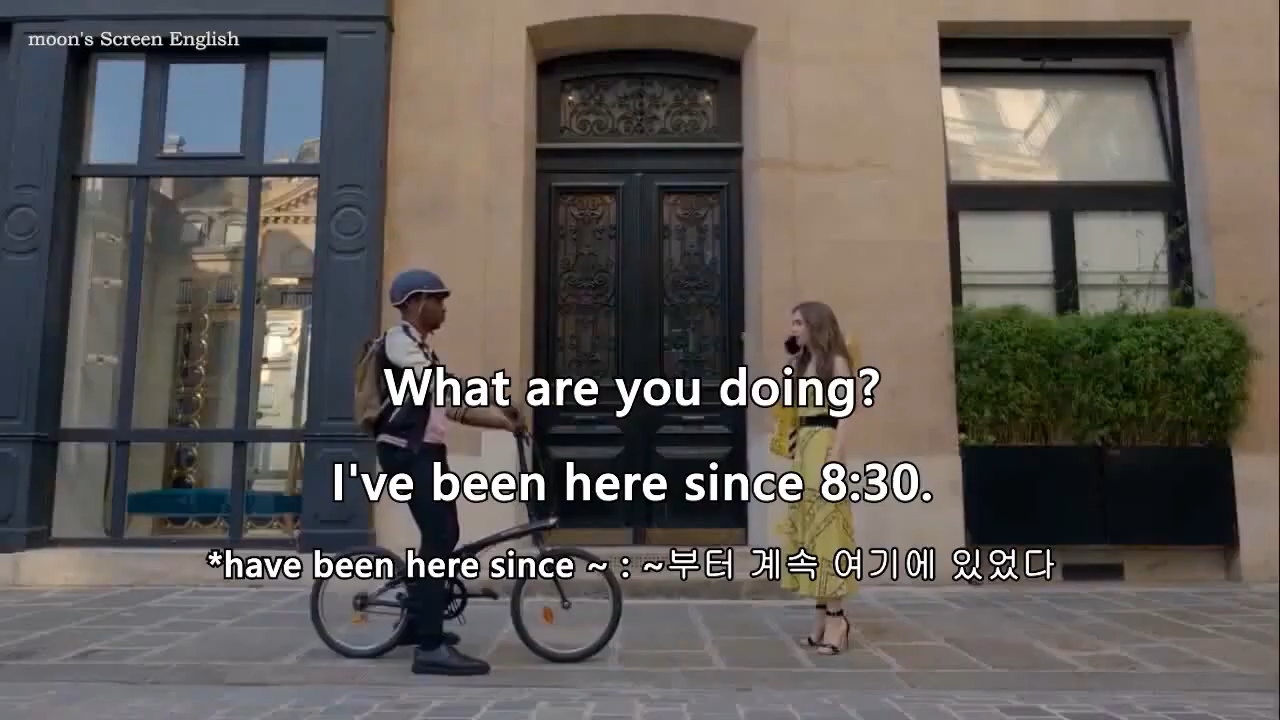 moon's Screen English
What are you doing?
I've been here since 8:30.
*have been here since ~ : ~부터 계속 여기에 있었다